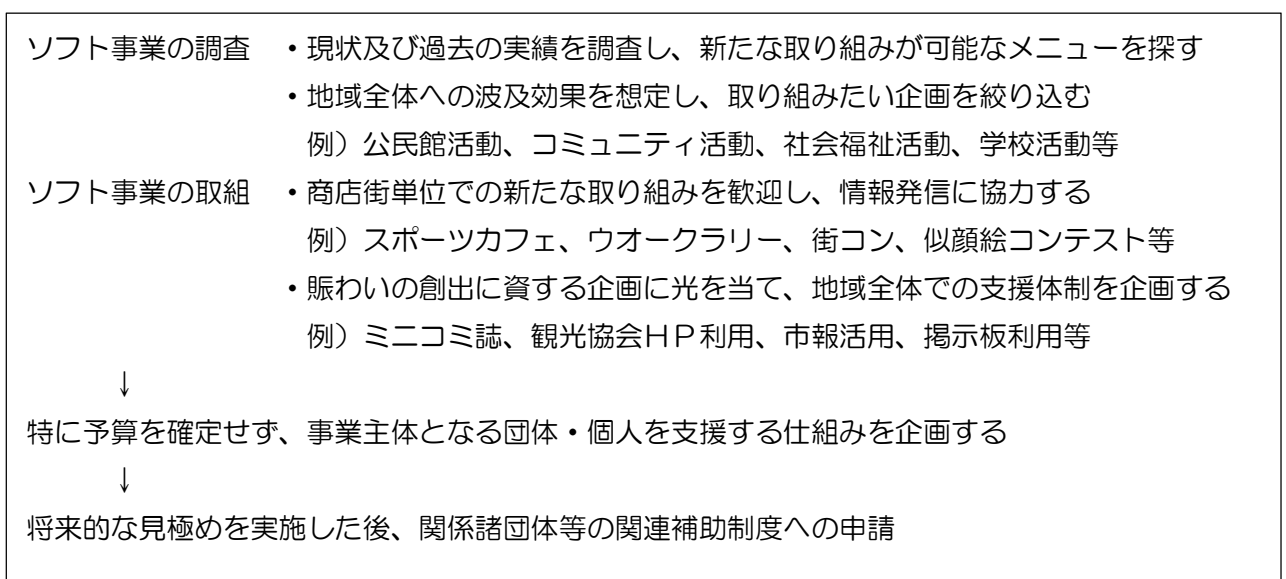 ソフト事業の調査　・現状及び過去の実績を調査し、新たな取り組みが可能なメニューを探す
・地域全体への波及効果を想定し、取り組みたい企画を絞り込む
例）公民館活動、コミュニティ活動、社会福祉活動、学校活動等
ソフト事業の取組　・商店街単位での新たな取り組みを歓迎し、情報発信に協力する
例）スポーツカフェ、ウオークラリー、街コン、似顔絵コンテスト等
・賑わいの創出に資する企画に光を当て、地域全体での支援体制を企画する
例）ミニコミ誌、観光協会ＨＰ利用、市報活用、掲示板利用等
↓
特に予算を確定せず、事業主体となる団体・個人を支援する仕組みを企画する
↓
将来的な見極めを実施した後、関係諸団体等の関連補助制度への申請